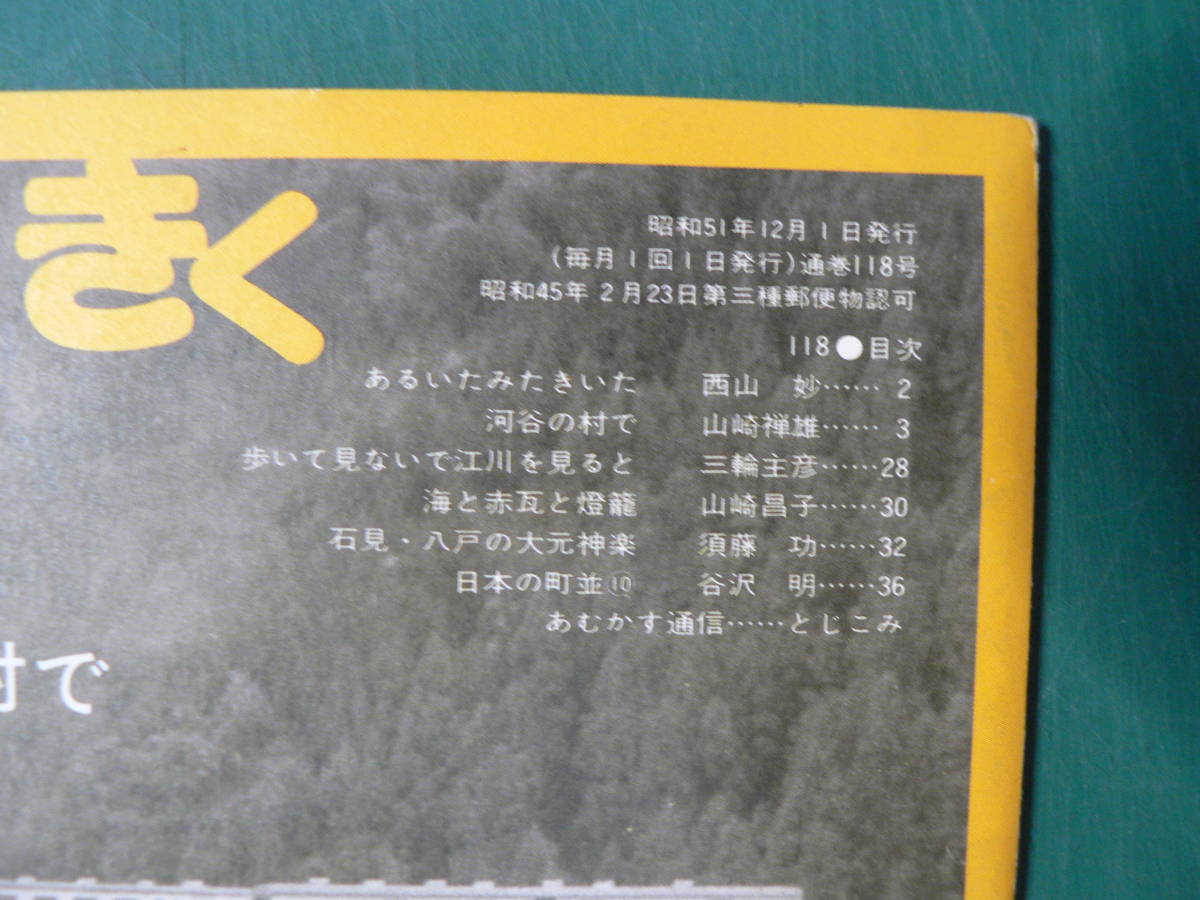 きく
昭和51年12月1日発行
(毎月1回1日発行)通巻118号
昭和45年2月23日第三種郵便物認可
118●目次
あるいたみたきいた 西山 妙……2
河谷の村で 山崎禅雄……3
歩いて見ないで江川を見ると 三輪主彦……28
海と赤瓦と燈籠 山崎昌子……30
石見・八戸の大元神楽 須藤 功……32
日本の町並⑩ 谷沢 明……36
あむかす通信……とじこみ
村で